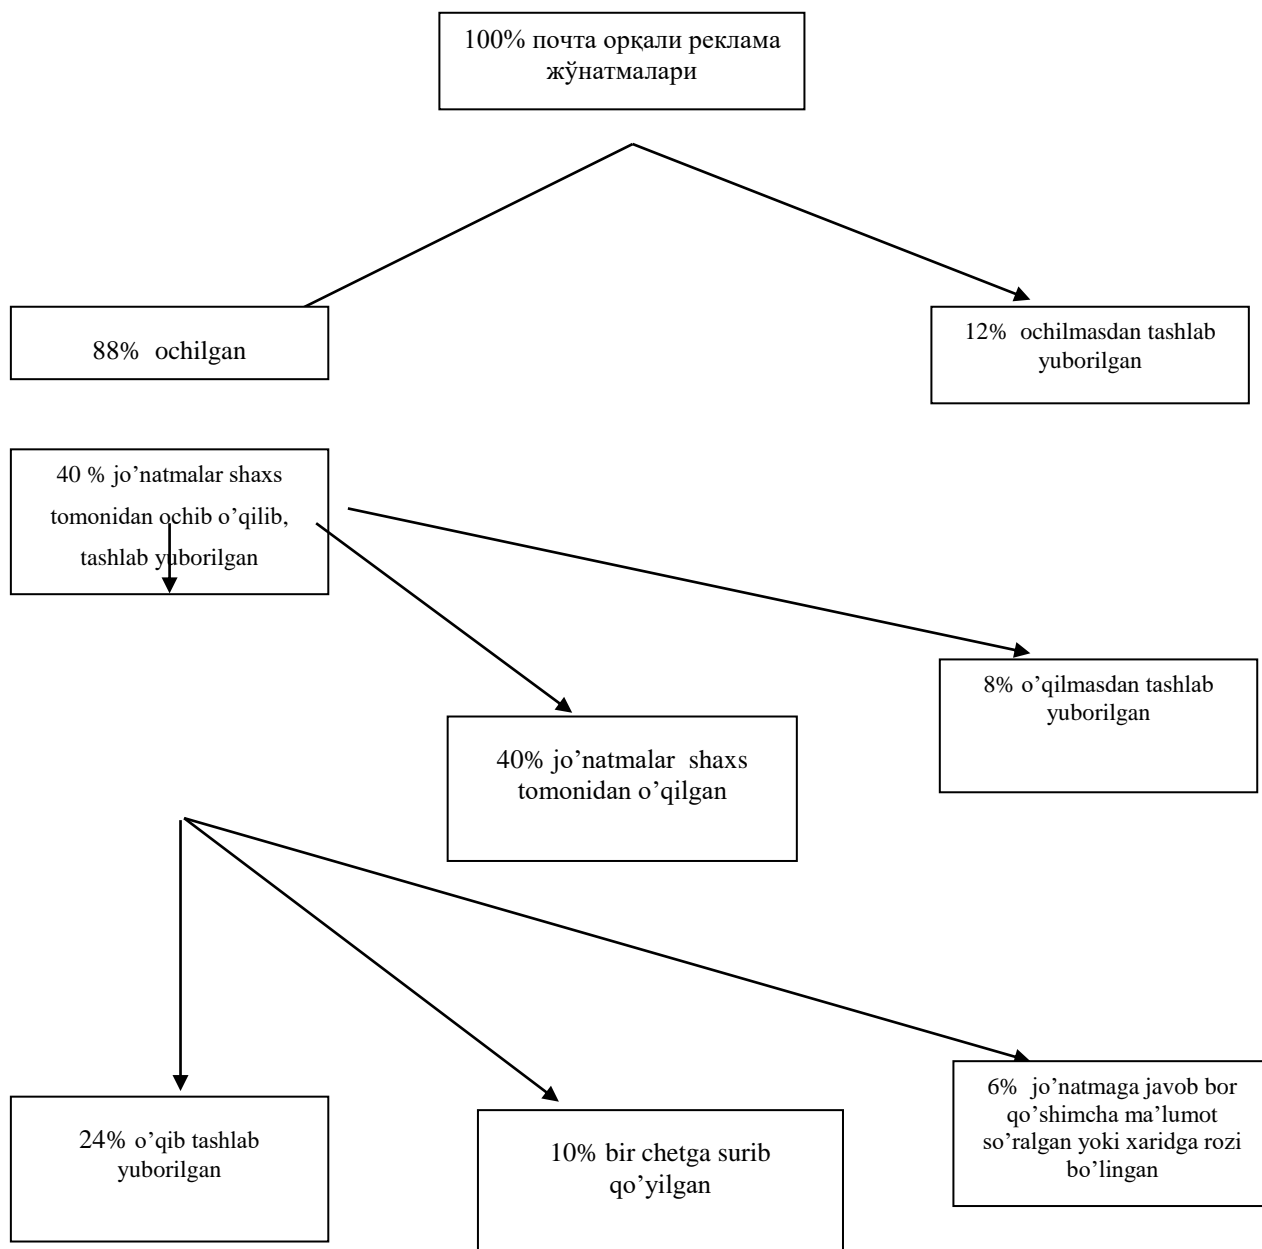 100% почта орқали реклама
жўнатмалари
88% ochilgan
12% ochilmasdan tashlab
yuborilgan
40 % jo’natmalar shaxs
tomonidan ochib o’qilib,
tashlab yuborilgan
8% o’qilmasdan tashlab
yuborilgan
40% jo’natmalar shaxs
tomonidan o’qilgan
24% o’qib tashlab
yuborilgan
10% bir chetga surib
qo’yilgan
6% jo’natmaga javob bor
qo’shimcha ma’lumot
so’ralgan yoki xaridga rozi
bo’lingan